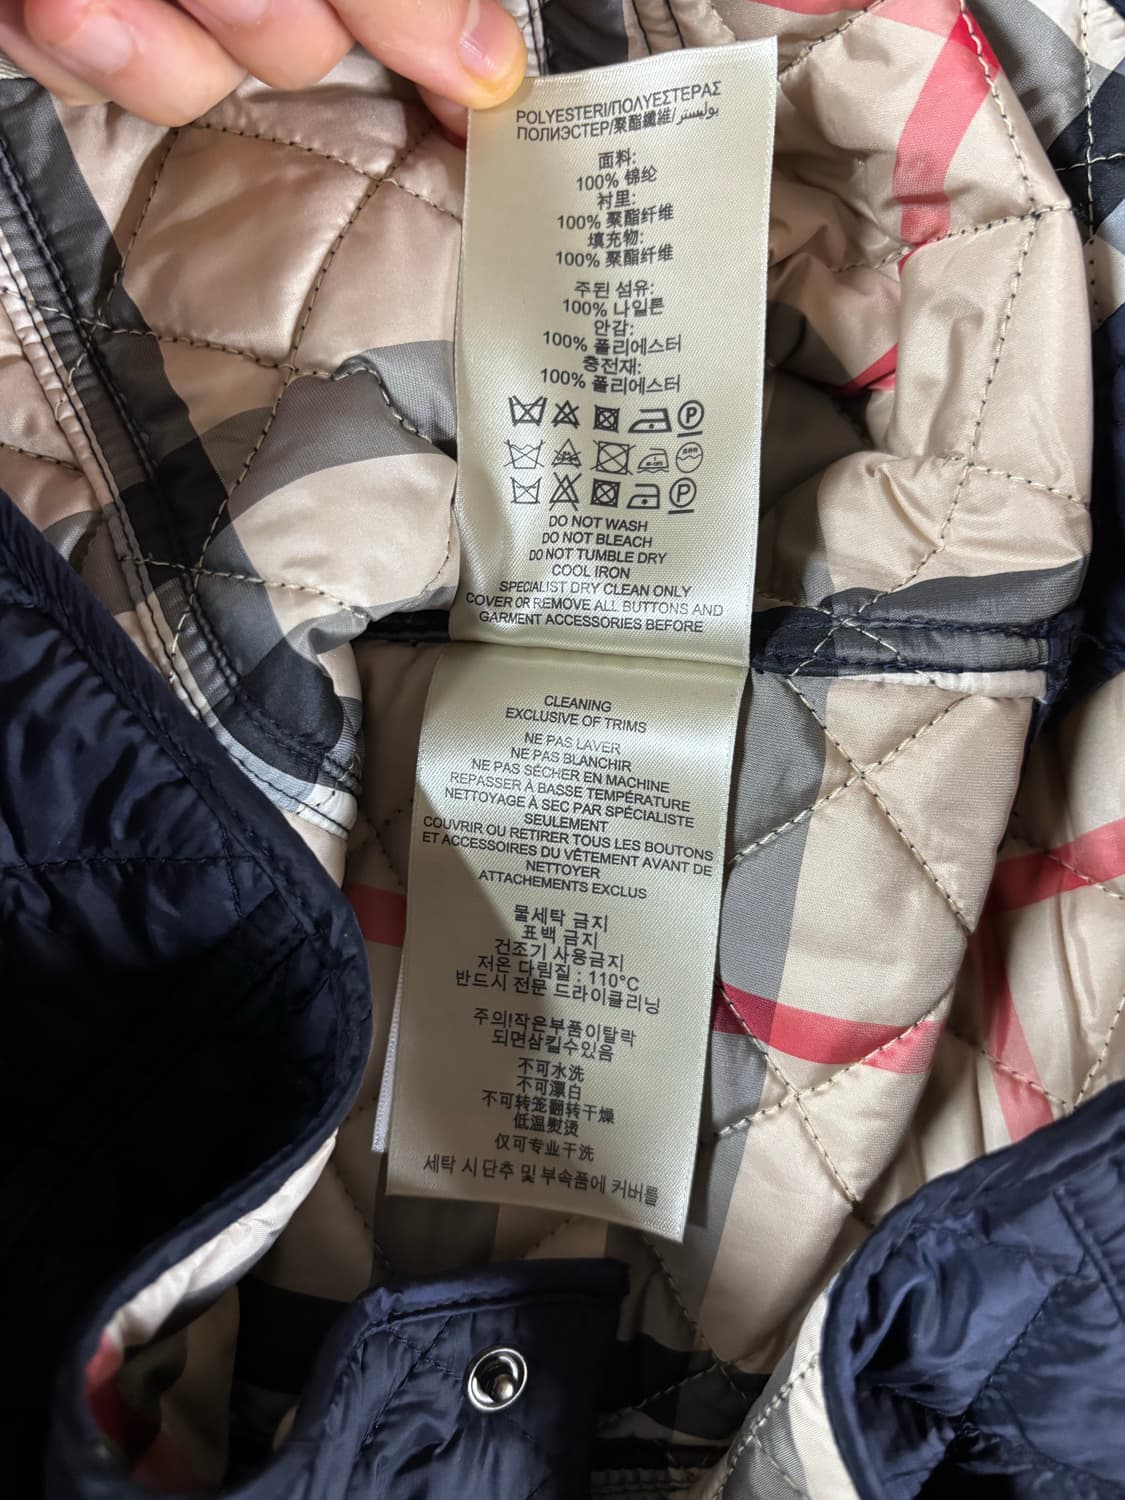 POLYESTERI/ΠΟΛΥΕΣΤΕΡΑΣ
ПОЛИЭСТЕР/聚酯纖維/بوليستر
面料:
100% 锦纶
衬里:
100% 聚酯纤维
填充物:
100% 聚酯纤维
주된 섬유:
100% 나일론
안감:
100% 폴리에스터
충전재:
100% 폴리에스터
DO NOT WASH
DO NOT BLEACH
DO NOT TUMBLE DRY
COOL IRON
SPECIALIST DRY CLEAN ONLY
COVER OR REMOVE ALL BUTTONS AND
GARMENT ACCESSORIES BEFORE
CLEANING
EXCLUSIVE OF TRIMS
NE PAS LAVER
NE PAS BLANCHIR
NE PAS SÉCHER EN MACHINE
REPASSER À BASSE TEMPÉRATURE
NETTOYAGE À SEC PAR SPÉCIALISTE
SEULEMENT
COUVRIR OU RETIRER TOUS LES BOUTONS
ET ACCESSOIRES DU VÊTEMENT AVANT DE
NETTOYER
ATTACHEMENTS EXCLUS
물세탁 금지
표백 금지
건조기 사용금지
저온 다림질 : 110°C
반드시 전문 드라이클리닝
주의!작은부품이탈락
되면삼킬수있음
不可水洗
不可漂白
不可转笼翻转干燥
低温熨烫
仅可专业干洗
세탁 시 단추 및 부속품에 커버를